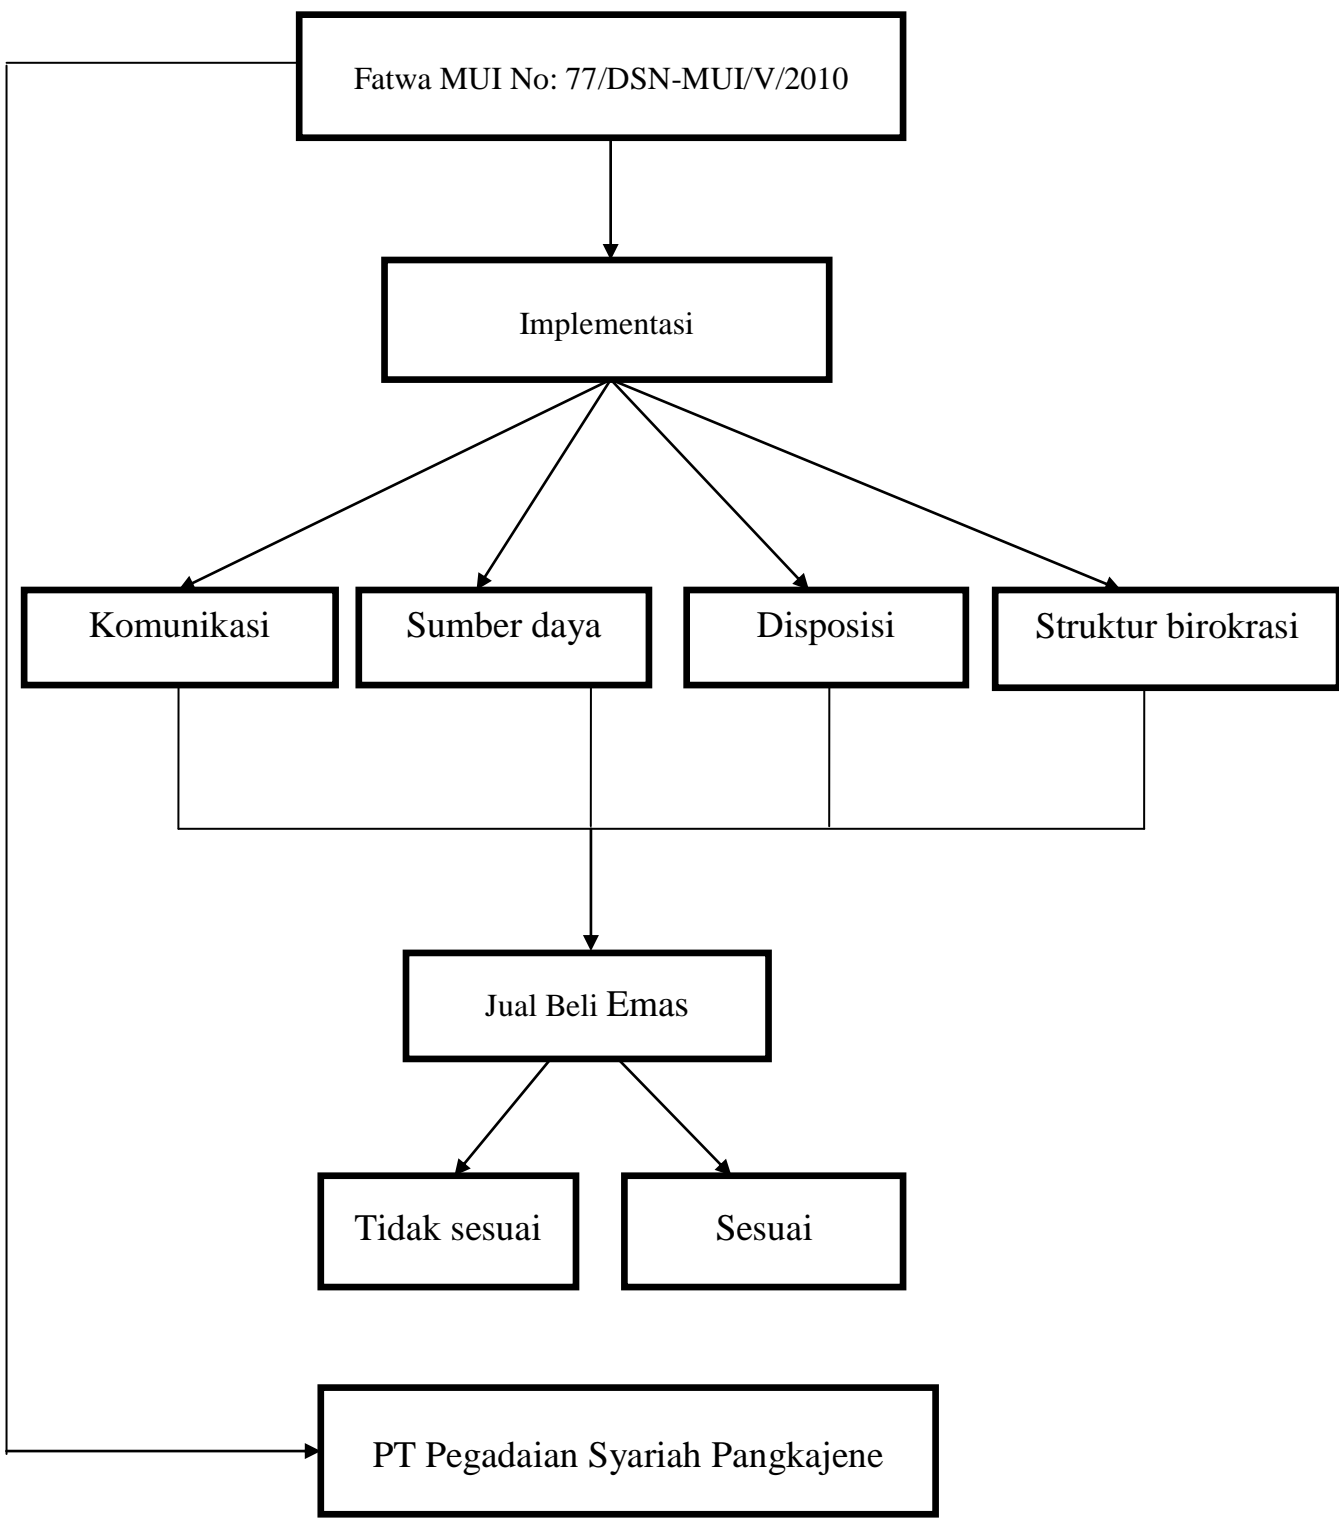 Fatwa MUI No: 77/DSN-MUI/V/2010
Implementasi
Komunikasi
Sumber daya
Disposisi
Struktur birokrasi
Jual Beli Emas
Tidak sesuai
Sesuai
PT Pegadaian Syariah Pangkajene